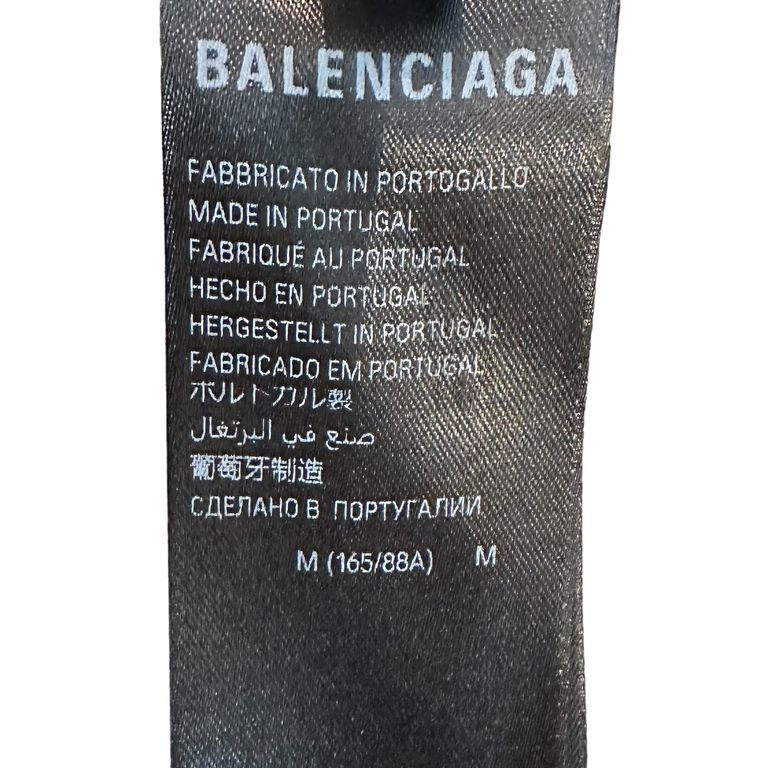 BALENCIAGA
FABBRICATO IN PORTOGALLO
MADE IN PORTUGAL
FABRIQUÉ AU PORTUGAL
HECHO EN PORTUGAL
HERGESTELLT IN PORTUGAL
FABRICADO EM PORTUGAL
ポルトガル製
صنع في البرتغال
葡萄牙制造
СДЕЛАНО В ПОРТУГАЛИИ
M (165/88A) M